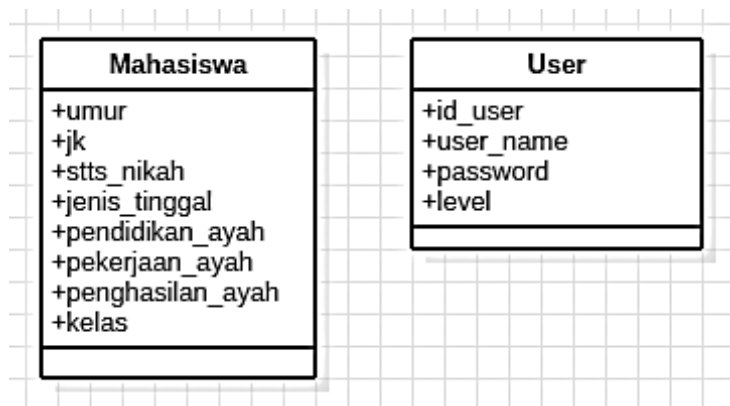 Mahasiswa
+umur
+jk
+stts_nikah
+jenis_tinggal
+pendidikan_ayah
+pekerjaan_ayah
+penghasilan_ayah
+kelas
User
+id_user
+user_name
+password
+level